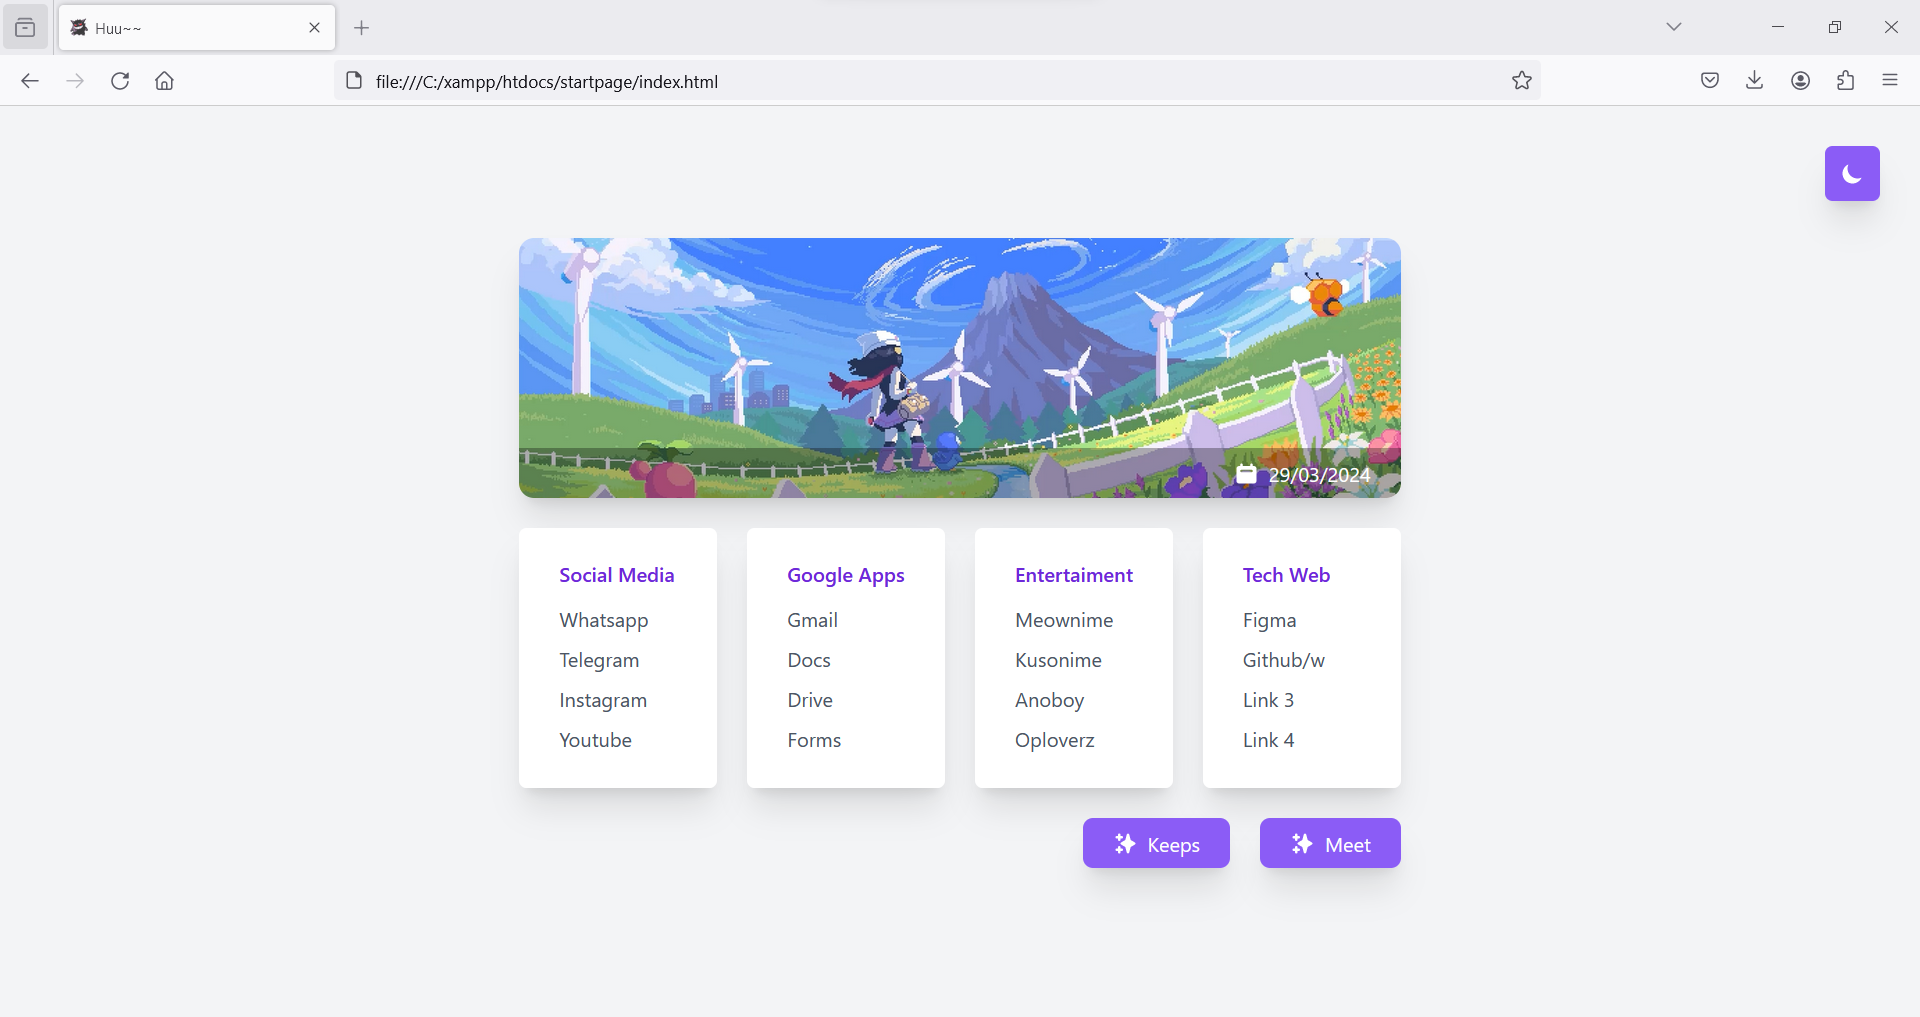 Huu~~
file:///C:/xampp/htdocs/startpage/index.html
29/03/2024
Social Media
Whatsapp
Telegram
Instagram
Youtube
Google Apps
Gmail
Docs
Drive
Forms
Entertaiment
Meownime
Kusonime
Anoboy
Oploverz
Tech Web
Figma
Github/w
Link 3
Link 4
Keeps
Meet